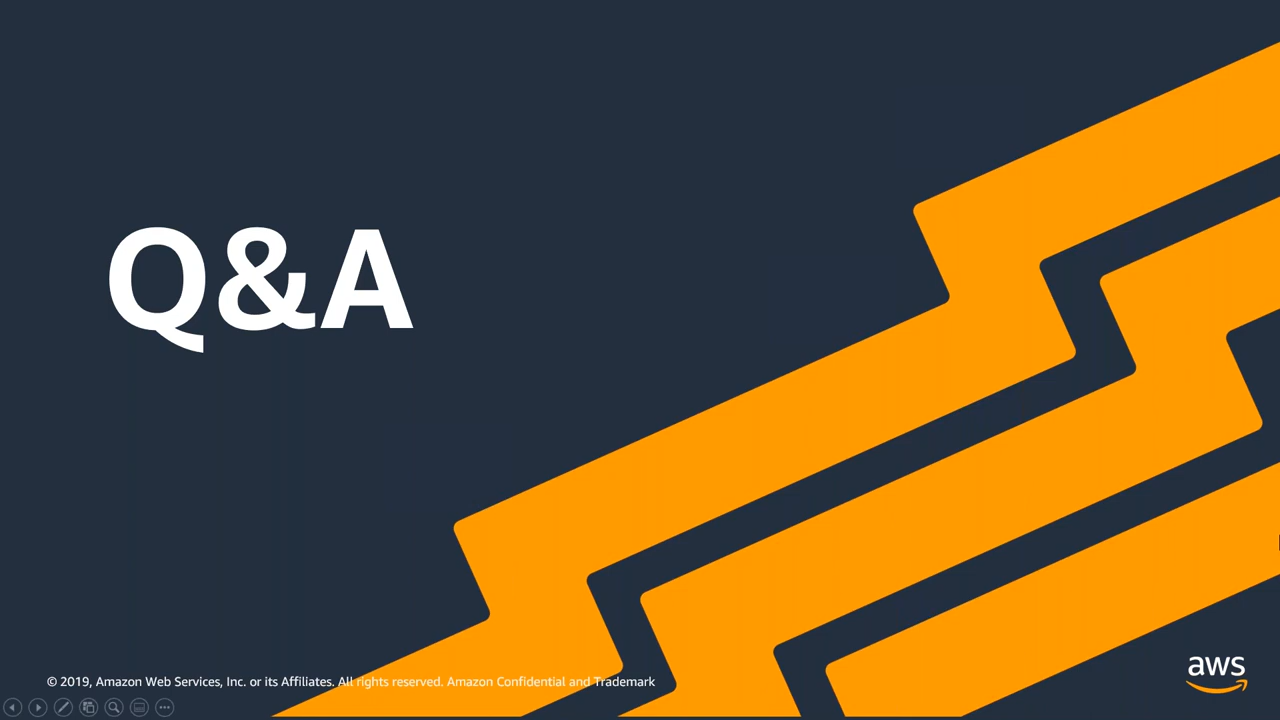 Q&A
© 2019, Amazon Web Services, Inc. or its Affiliates. All rights reserved. Amazon Confidential and Trademark
aws